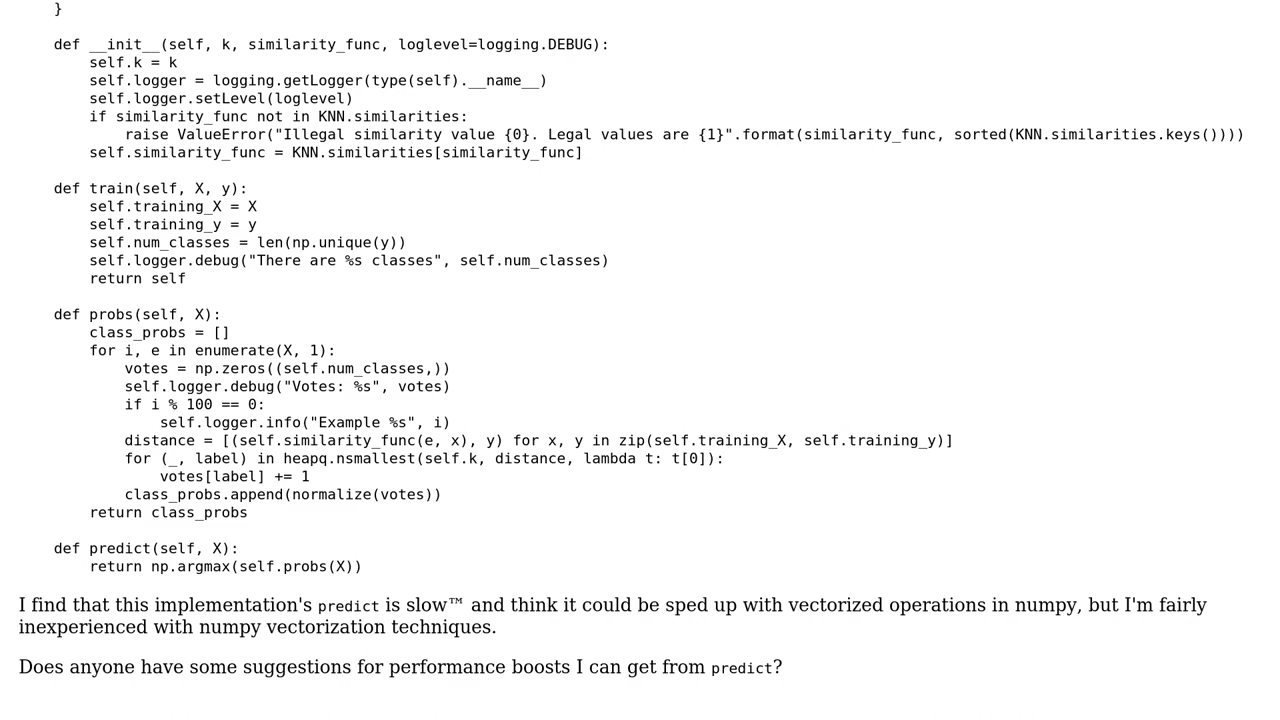 }

    def __init__(self, k, similarity_func, loglevel=logging.DEBUG):
        self.k = k
        self.logger = logging.getLogger(type(self).__name__)
        self.logger.setLevel(loglevel)
        if similarity_func not in KNN.similarities:
            raise ValueError("Illegal similarity value {0}. Legal values are {1}".format(similarity_func, sorted(KNN.similarities.keys())))
        self.similarity_func = KNN.similarities[similarity_func]

    def train(self, X, y):
        self.training_X = X
        self.training_y = y
        self.num_classes = len(np.unique(y))
        self.logger.debug("There are %s classes", self.num_classes)
        return self

    def probs(self, X):
        class_probs = []
        for i, e in enumerate(X, 1):
            votes = np.zeros((self.num_classes,))
            self.logger.debug("Votes: %s", votes)
            if i % 100 == 0:
                self.logger.info("Example %s", i)
            distance = [(self.similarity_func(e, x), y) for x, y in zip(self.training_X, self.training_y)]
            for (_, label) in heapq.nsmallest(self.k, distance, lambda t: t[0]):
                votes[label] += 1
            class_probs.append(normalize(votes))
        return class_probs

    def predict(self, X):
        return np.argmax(self.probs(X))

I find that this implementation's predict is slow™ and think it could be sped up with vectorized operations in numpy, but I'm fairly
inexperienced with numpy vectorization techniques.

Does anyone have some suggestions for performance boosts I can get from predict?